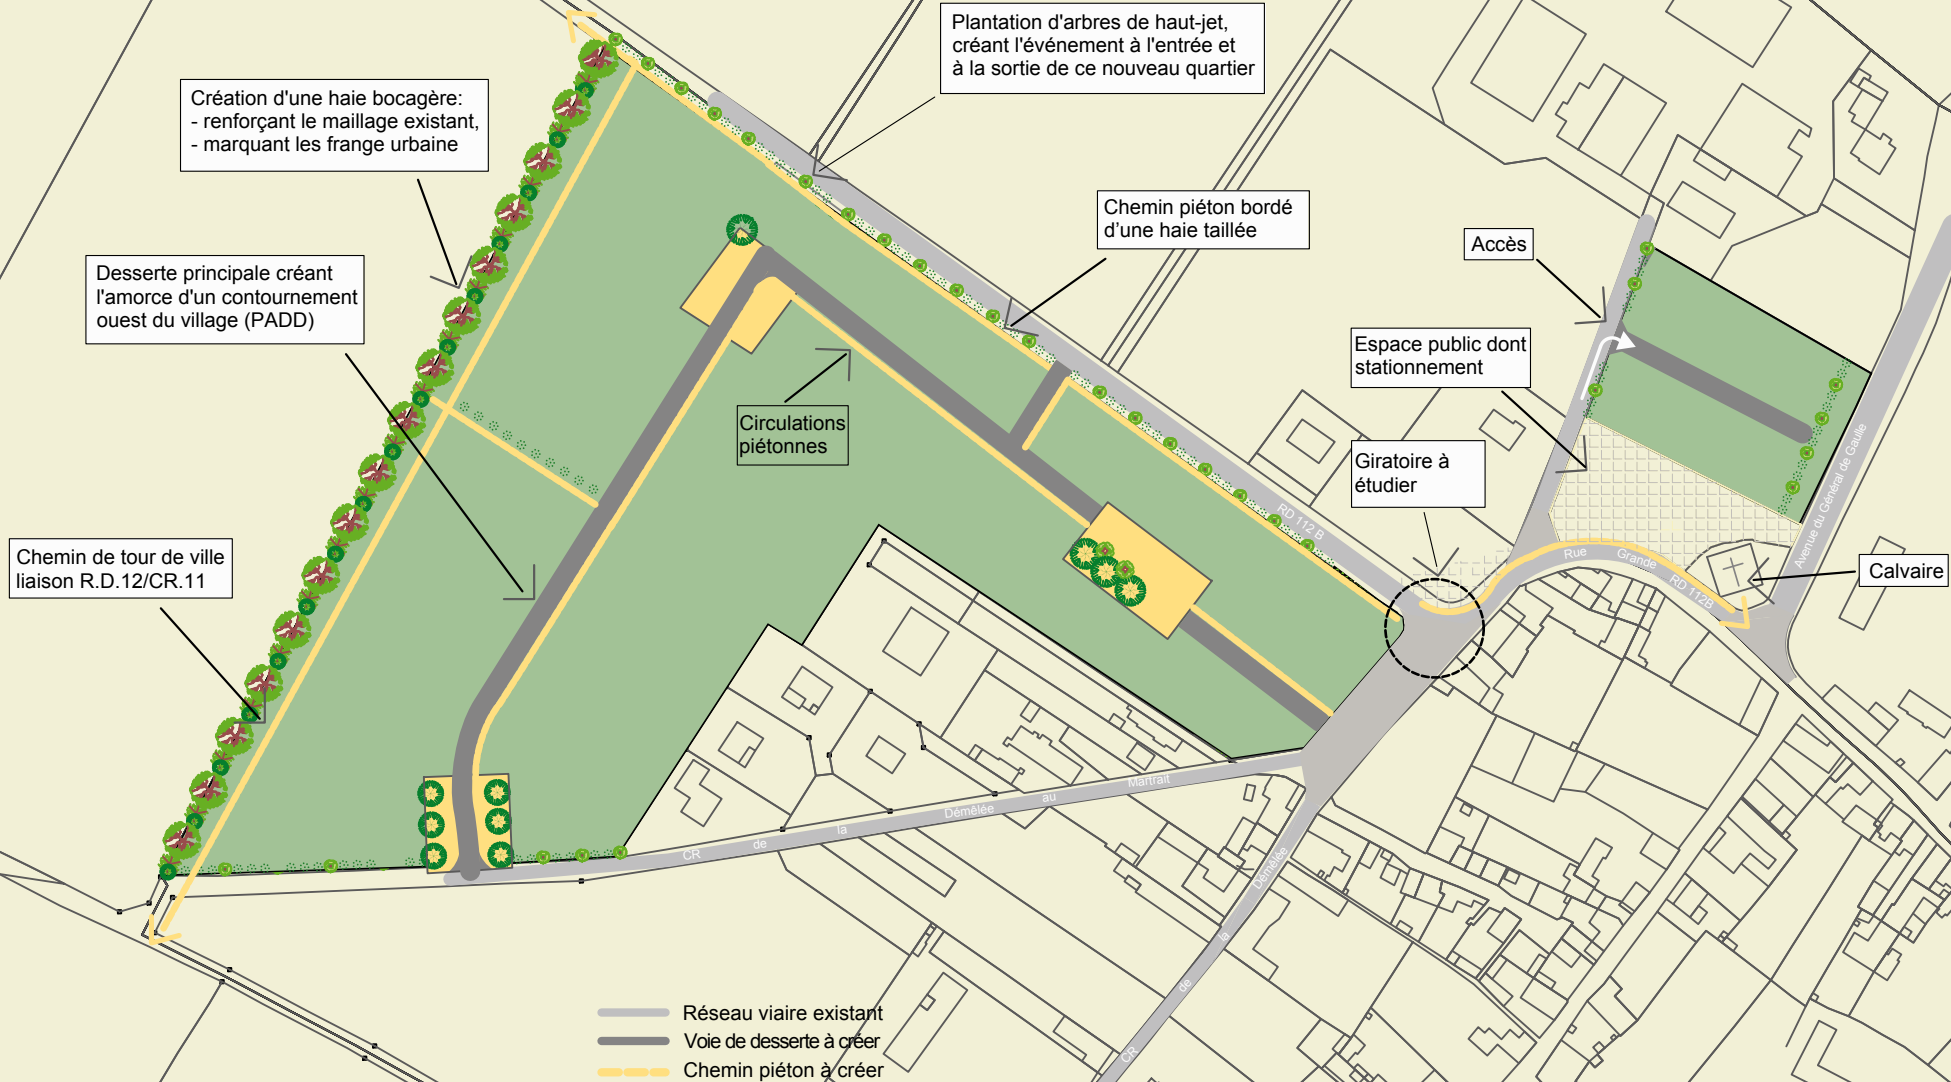 Plantation d'arbres de haut-jet,
créant l'événement à l'entrée et
à la sortie de ce nouveau quartier
Création d'une haie bocagère:
- renforçant le maillage existant,
- marquant les frange urbaine
Chemin piéton bordé
d'une haie taillée
Accès
Desserte principale créant
l'amorce d'un contournement
ouest du village (PADD)
Espace public dont
stationnement
Circulations
piétonnes
Giratoire à
étudier
Chemin de tour de ville
liaison R.D.12/CR.11
Calvaire
RD 112 B
Rue Grande RD 112B
Avenue du Général de Gaulle
CR de la Démêlée au Martrait
CR de la Démêlée
Réseau viaire existant
Voie de desserte à créer
Chemin piéton à créer